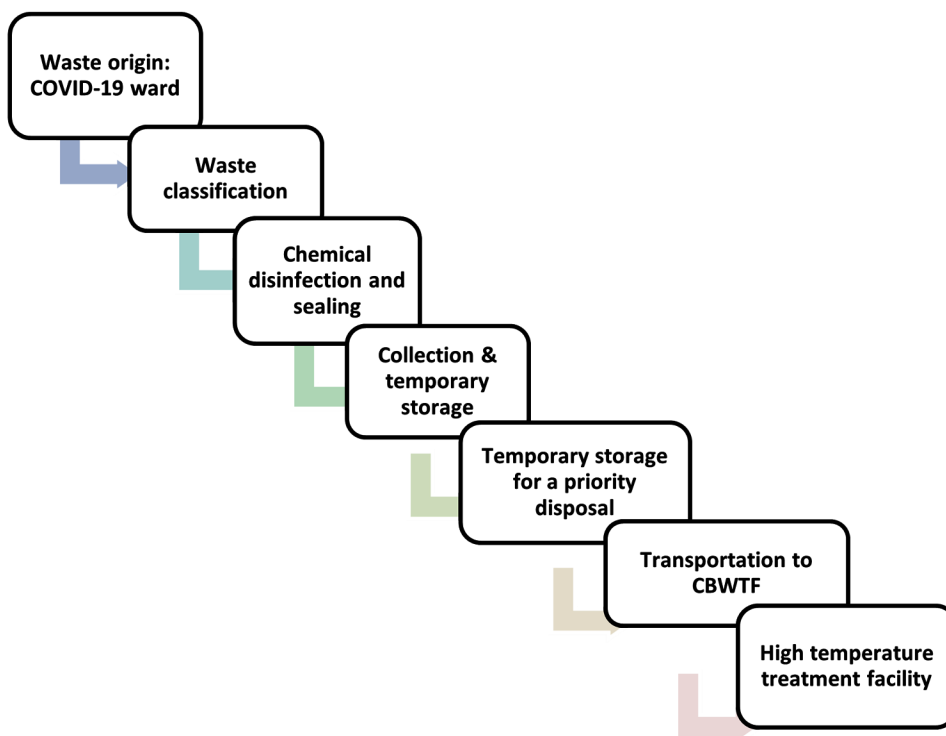 Waste origin:
COVID-19 ward
Waste
classification
Chemical
disinfection and
sealing
Collection &
temporary
storage
Temporary storage
for a priority
disposal
Transportation to
CBWTF
High temperature
treatment facility